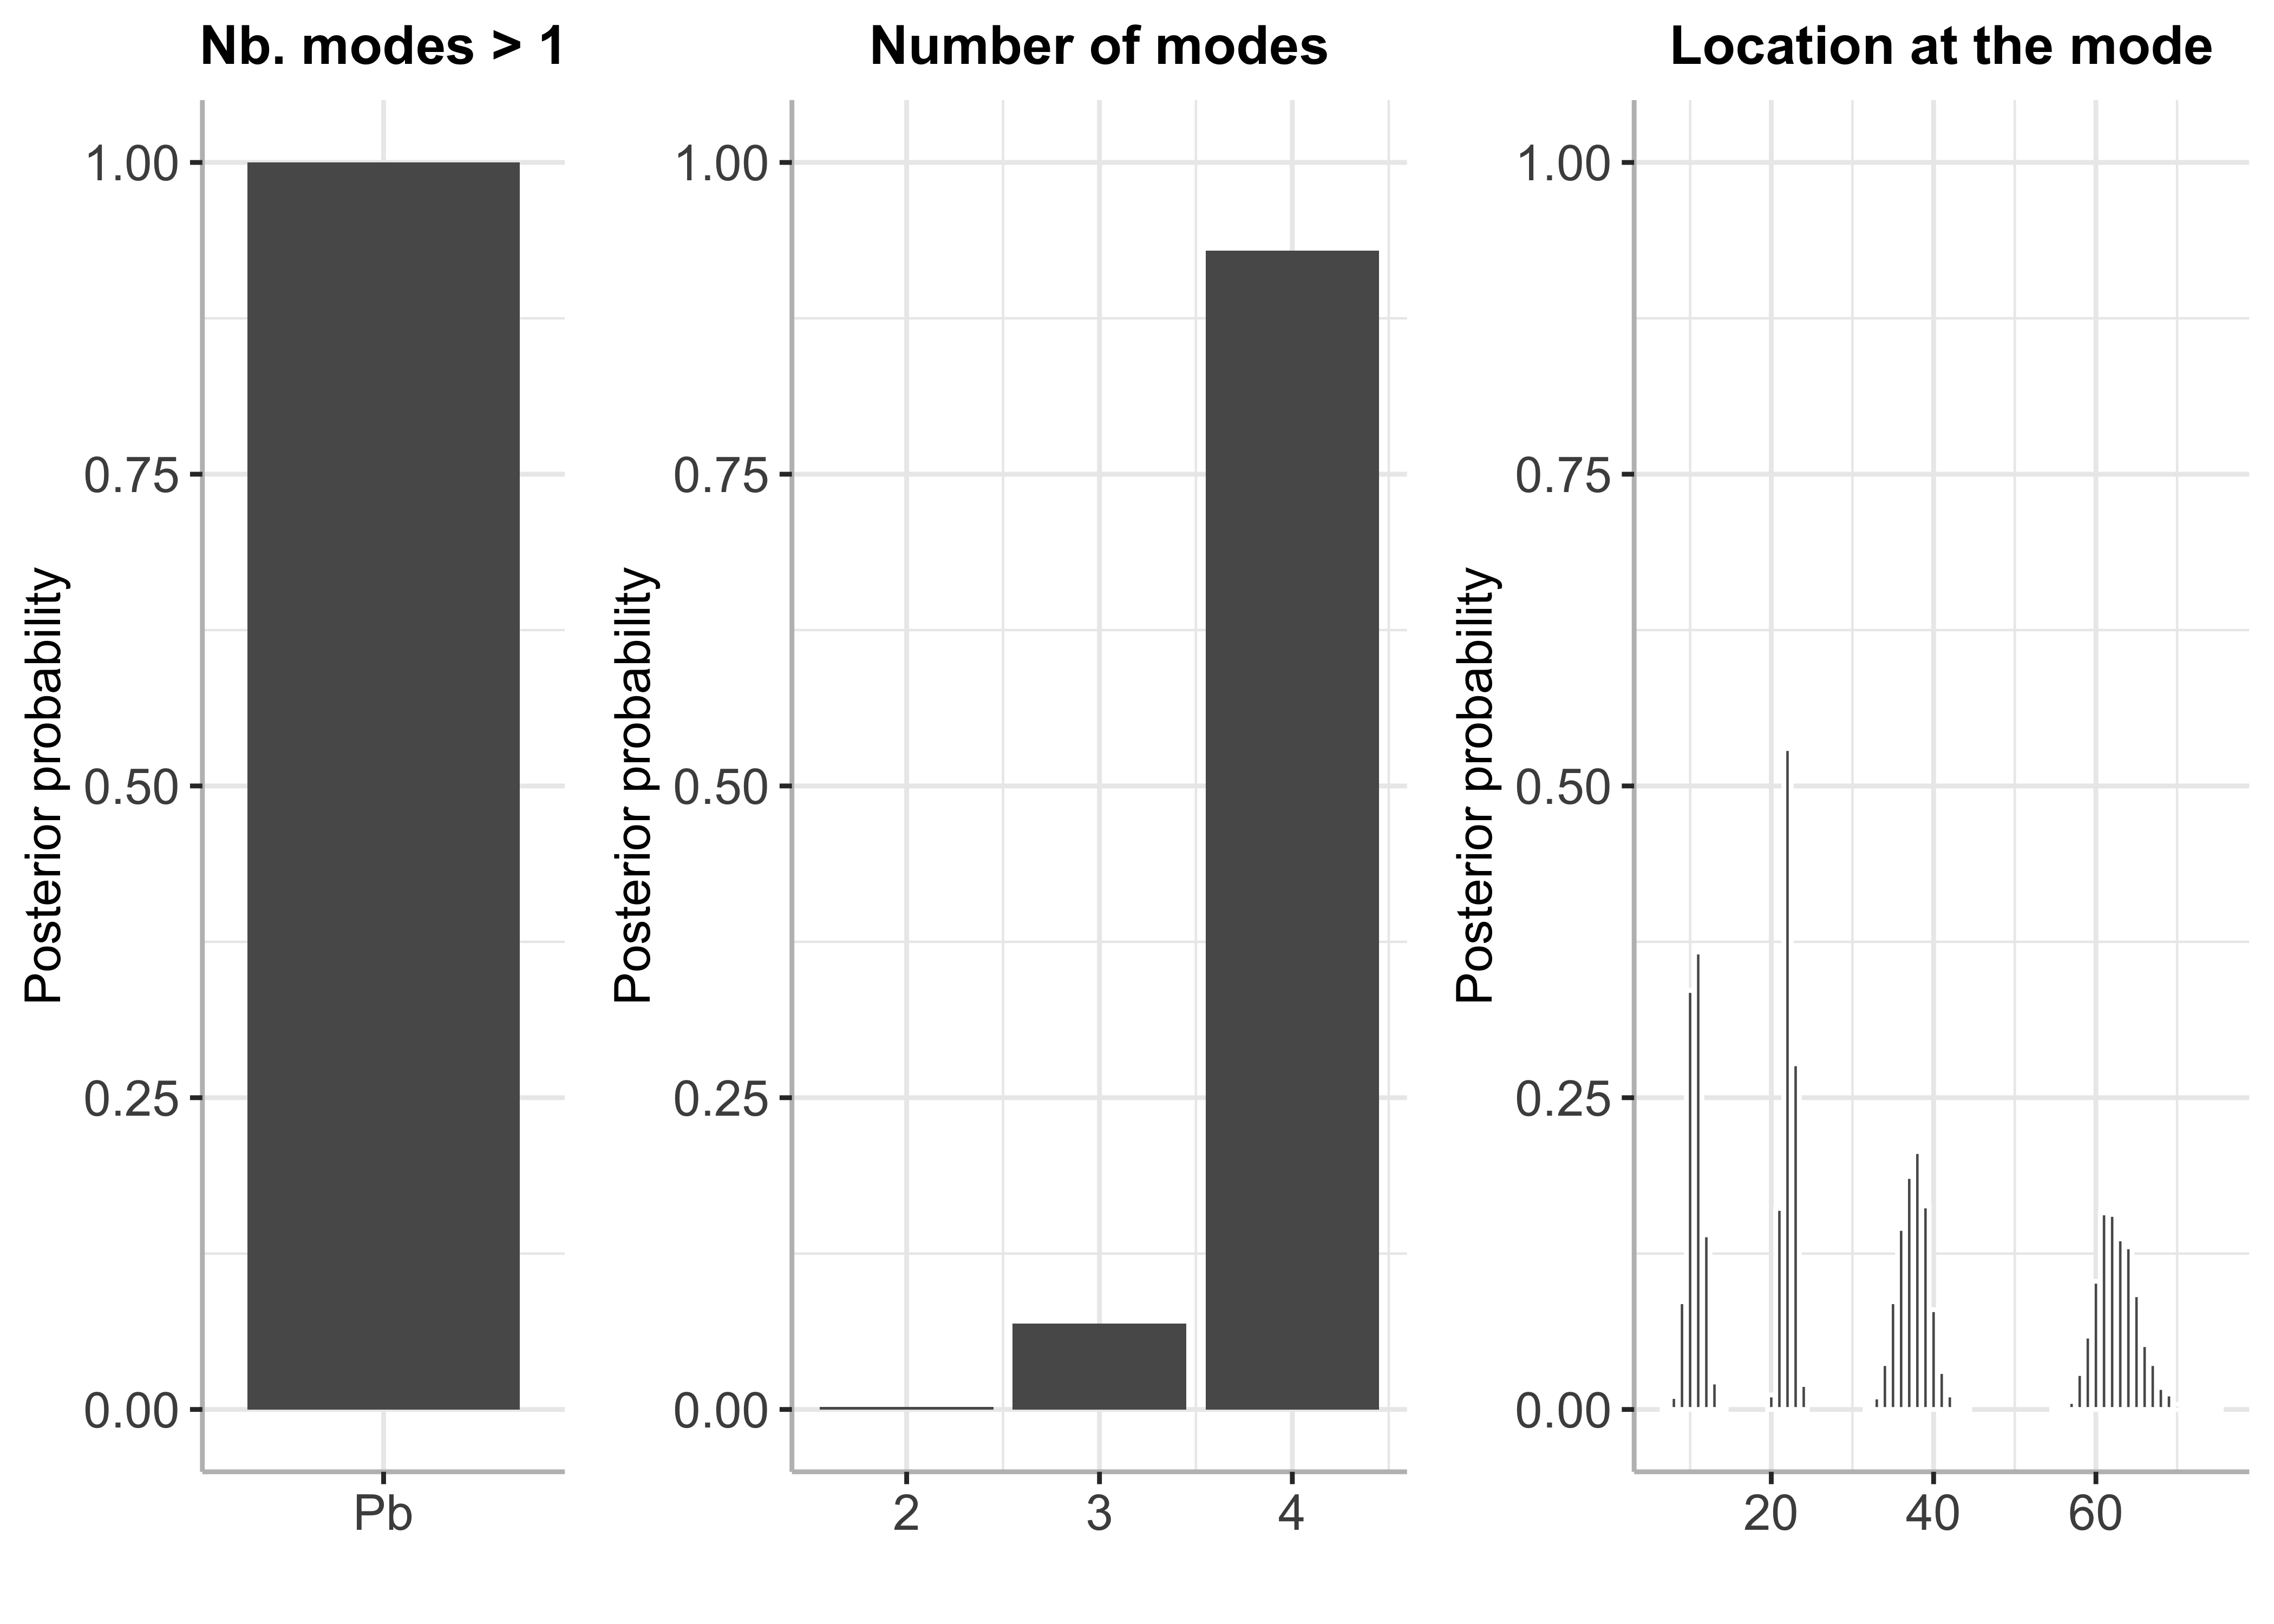 Nb. modes > 1
Posterior probability
1.00
0.75
0.50
0.25
0.00
Pb
Number of modes
Posterior probability
1.00
0.75
0.50
0.25
0.00
2 3 4
Location at the mode
Posterior probability
1.00
0.75
0.50
0.25
0.00
20 40 60